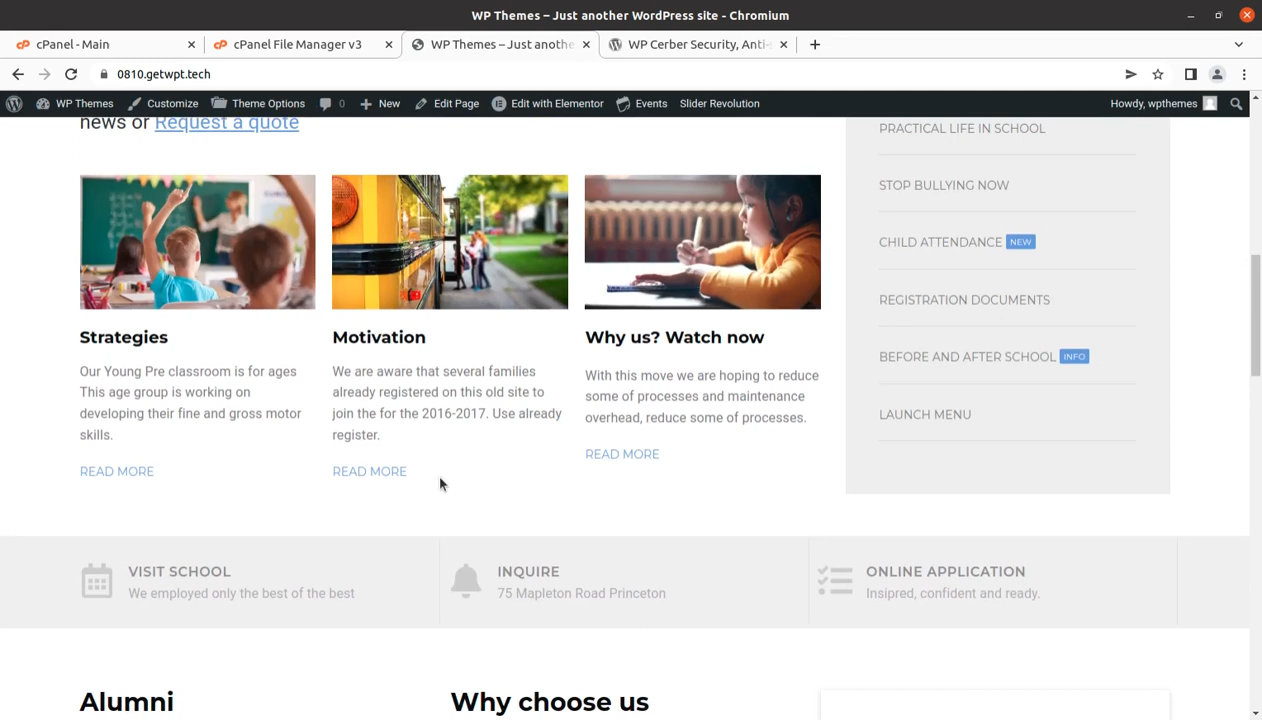 WP Themes – Just another WordPress site - Chromium
cPanel - Main
cPanel File Manager v3
WP Themes – Just anothe
WP Cerber Security, Anti-s
0810.getwpt.tech
WP Themes
Customize
Theme Options
0
New
Edit Page
Edit with Elementor
Events
Slider Revolution
Howdy, wpthemes
news or Request a quote
Strategies
Our Young Pre classroom is for ages
This age group is working on
developing their fine and gross motor
skills.
READ MORE
Motivation
We are aware that several families
already registered on this old site to
join the for the 2016-2017. Use already
register.
READ MORE
Why us? Watch now
With this move we are hoping to reduce
some of processes and maintenance
overhead, reduce some of processes.
READ MORE
PRACTICAL LIFE IN SCHOOL
STOP BULLYING NOW
CHILD ATTENDANCE NEW
REGISTRATION DOCUMENTS
BEFORE AND AFTER SCHOOL INFO
LAUNCH MENU
VISIT SCHOOL
We employed only the best of the best
INQUIRE
75 Mapleton Road Princeton
ONLINE APPLICATION
Insipred, confident and ready.
Alumni
Why choose us